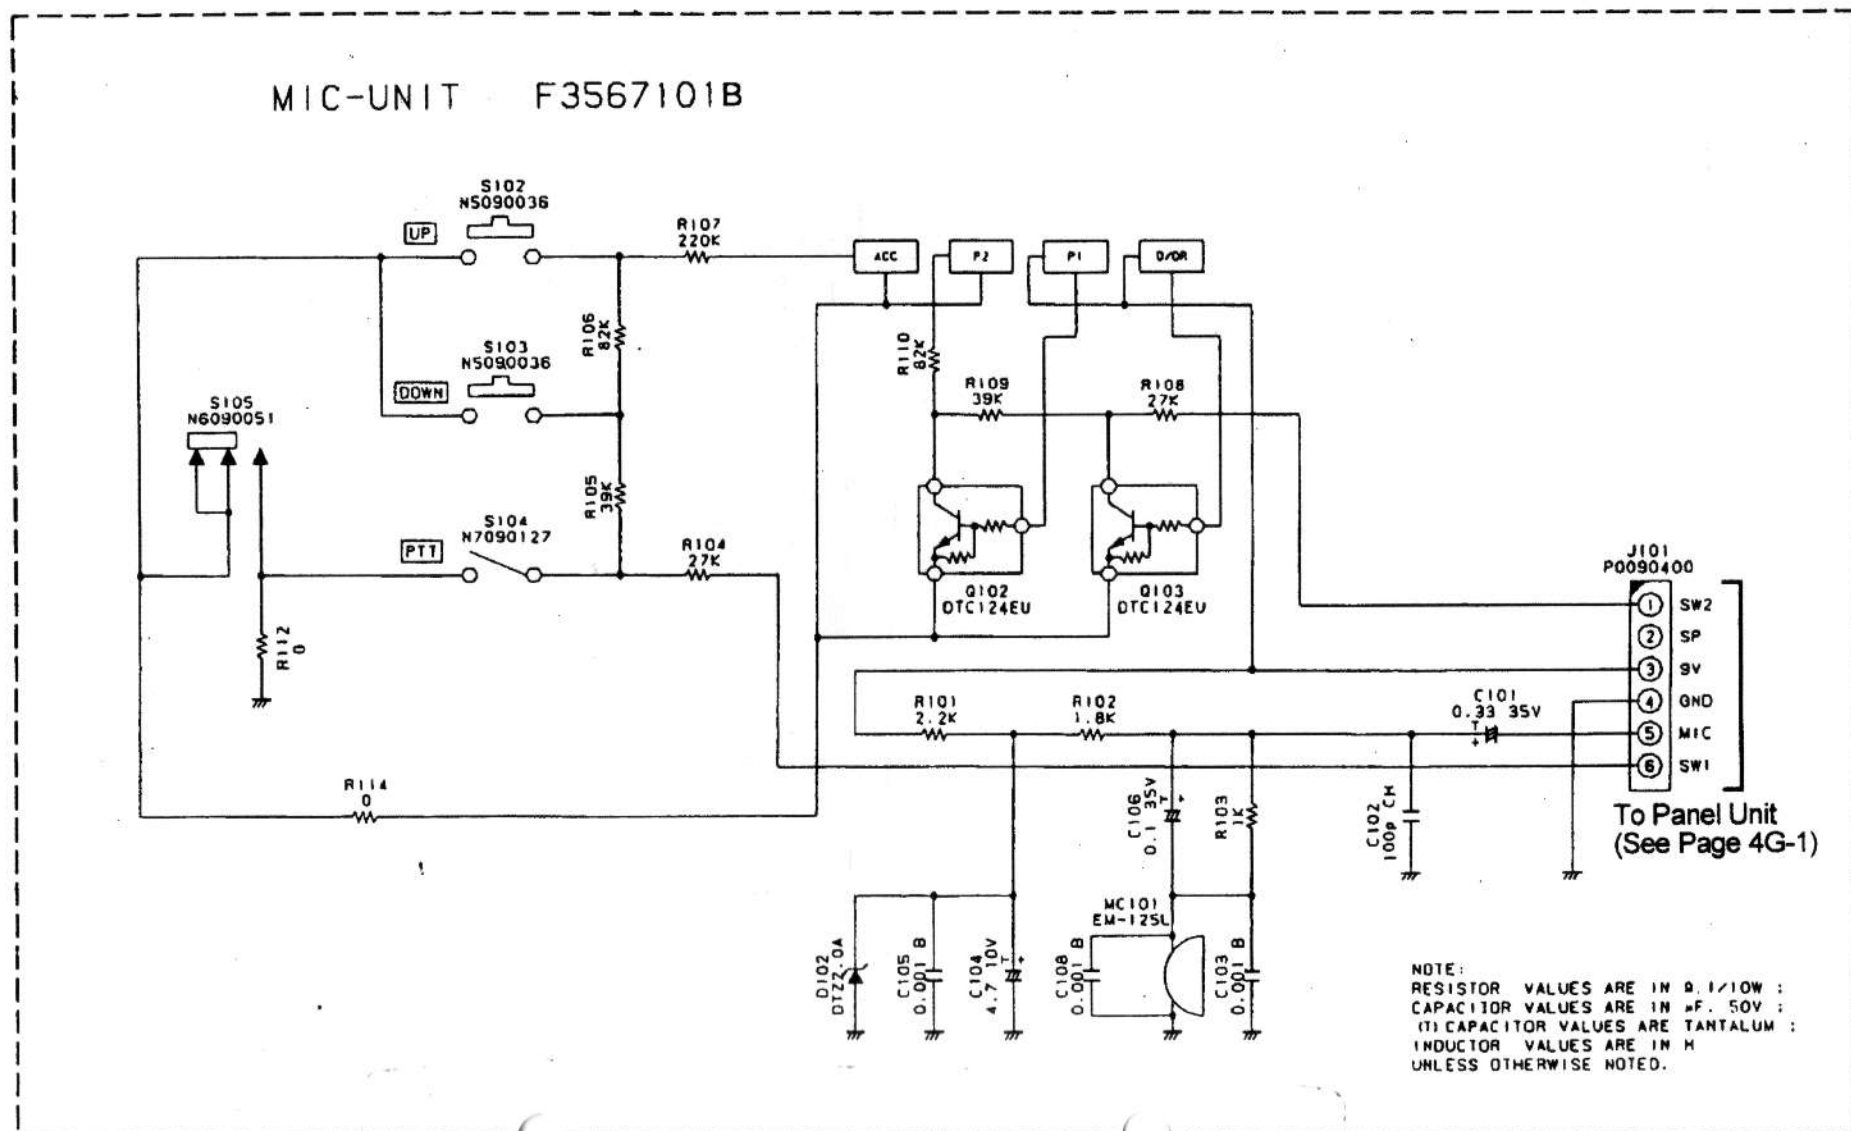 MIC-UNIT F3567101B
S102
N5090036
UP
R107
220K
ACC
P2
P1
D/DR
R106
82K
R110
82K
S103
N5090036
DOWN
R109
39K
R108
27K
S105
N6090051
R105
39K
S104
N7090127
PTT
R104
27K
Q102
DTC124EU
Q103
DTC124EU
J101
P0090400
1 SW2
2 SP
3 9V
4 GND
5 MIC
6 SW1
R112
0
R101
2.2K
R102
1.8K
C101
0.33 35V
T
+
R114
0
C106
0.1 35V
T +
R103
1K
C102
100p CH
To Panel Unit
(See Page 4G-1)
D102
DTZ2.0A
C105
0.001 B
C104
4.7 10V
T +
MC101
EM-125L
C108
0.001 B
C103
0.001 B
NOTE:
RESISTOR VALUES ARE IN Ω. 1/10W ;
CAPACITOR VALUES ARE IN μF. 50V ;
(T) CAPACITOR VALUES ARE TANTALUM ;
INDUCTOR VALUES ARE IN H
UNLESS OTHERWISE NOTED.